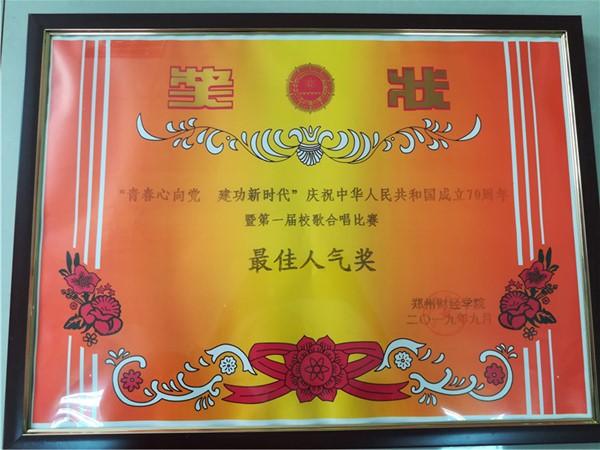 奖 状
“青春心向党 建功新时代”庆祝中华人民共和国成立70周年
暨第一届校歌合唱比赛
最佳人气奖
郑州财经学院
二〇一九年九月